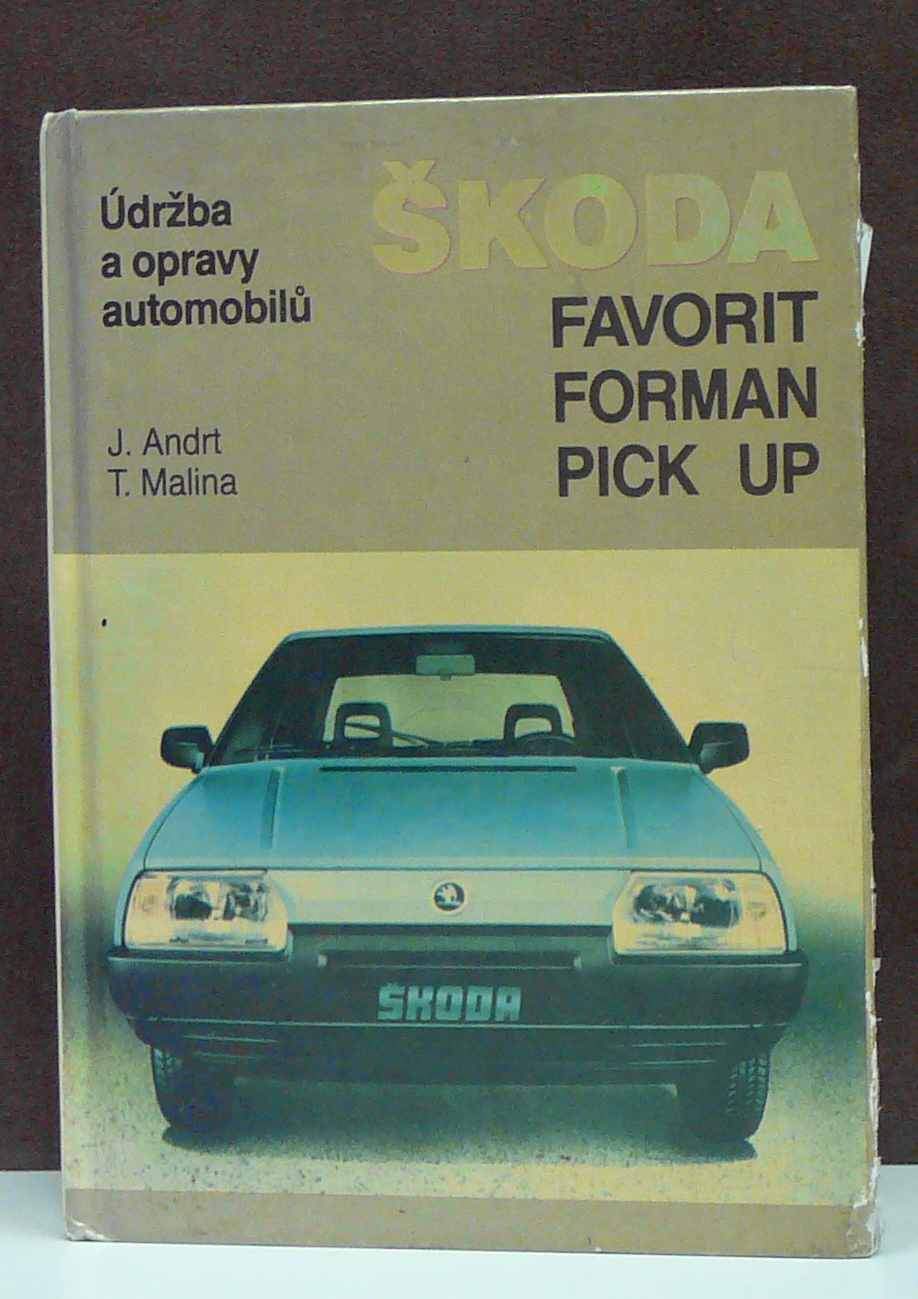 Údržba
a opravy
automobilů
J. Andrt
T. Malina
ŠKODA
FAVORIT
FORMAN
PICK UP
ŠKODA